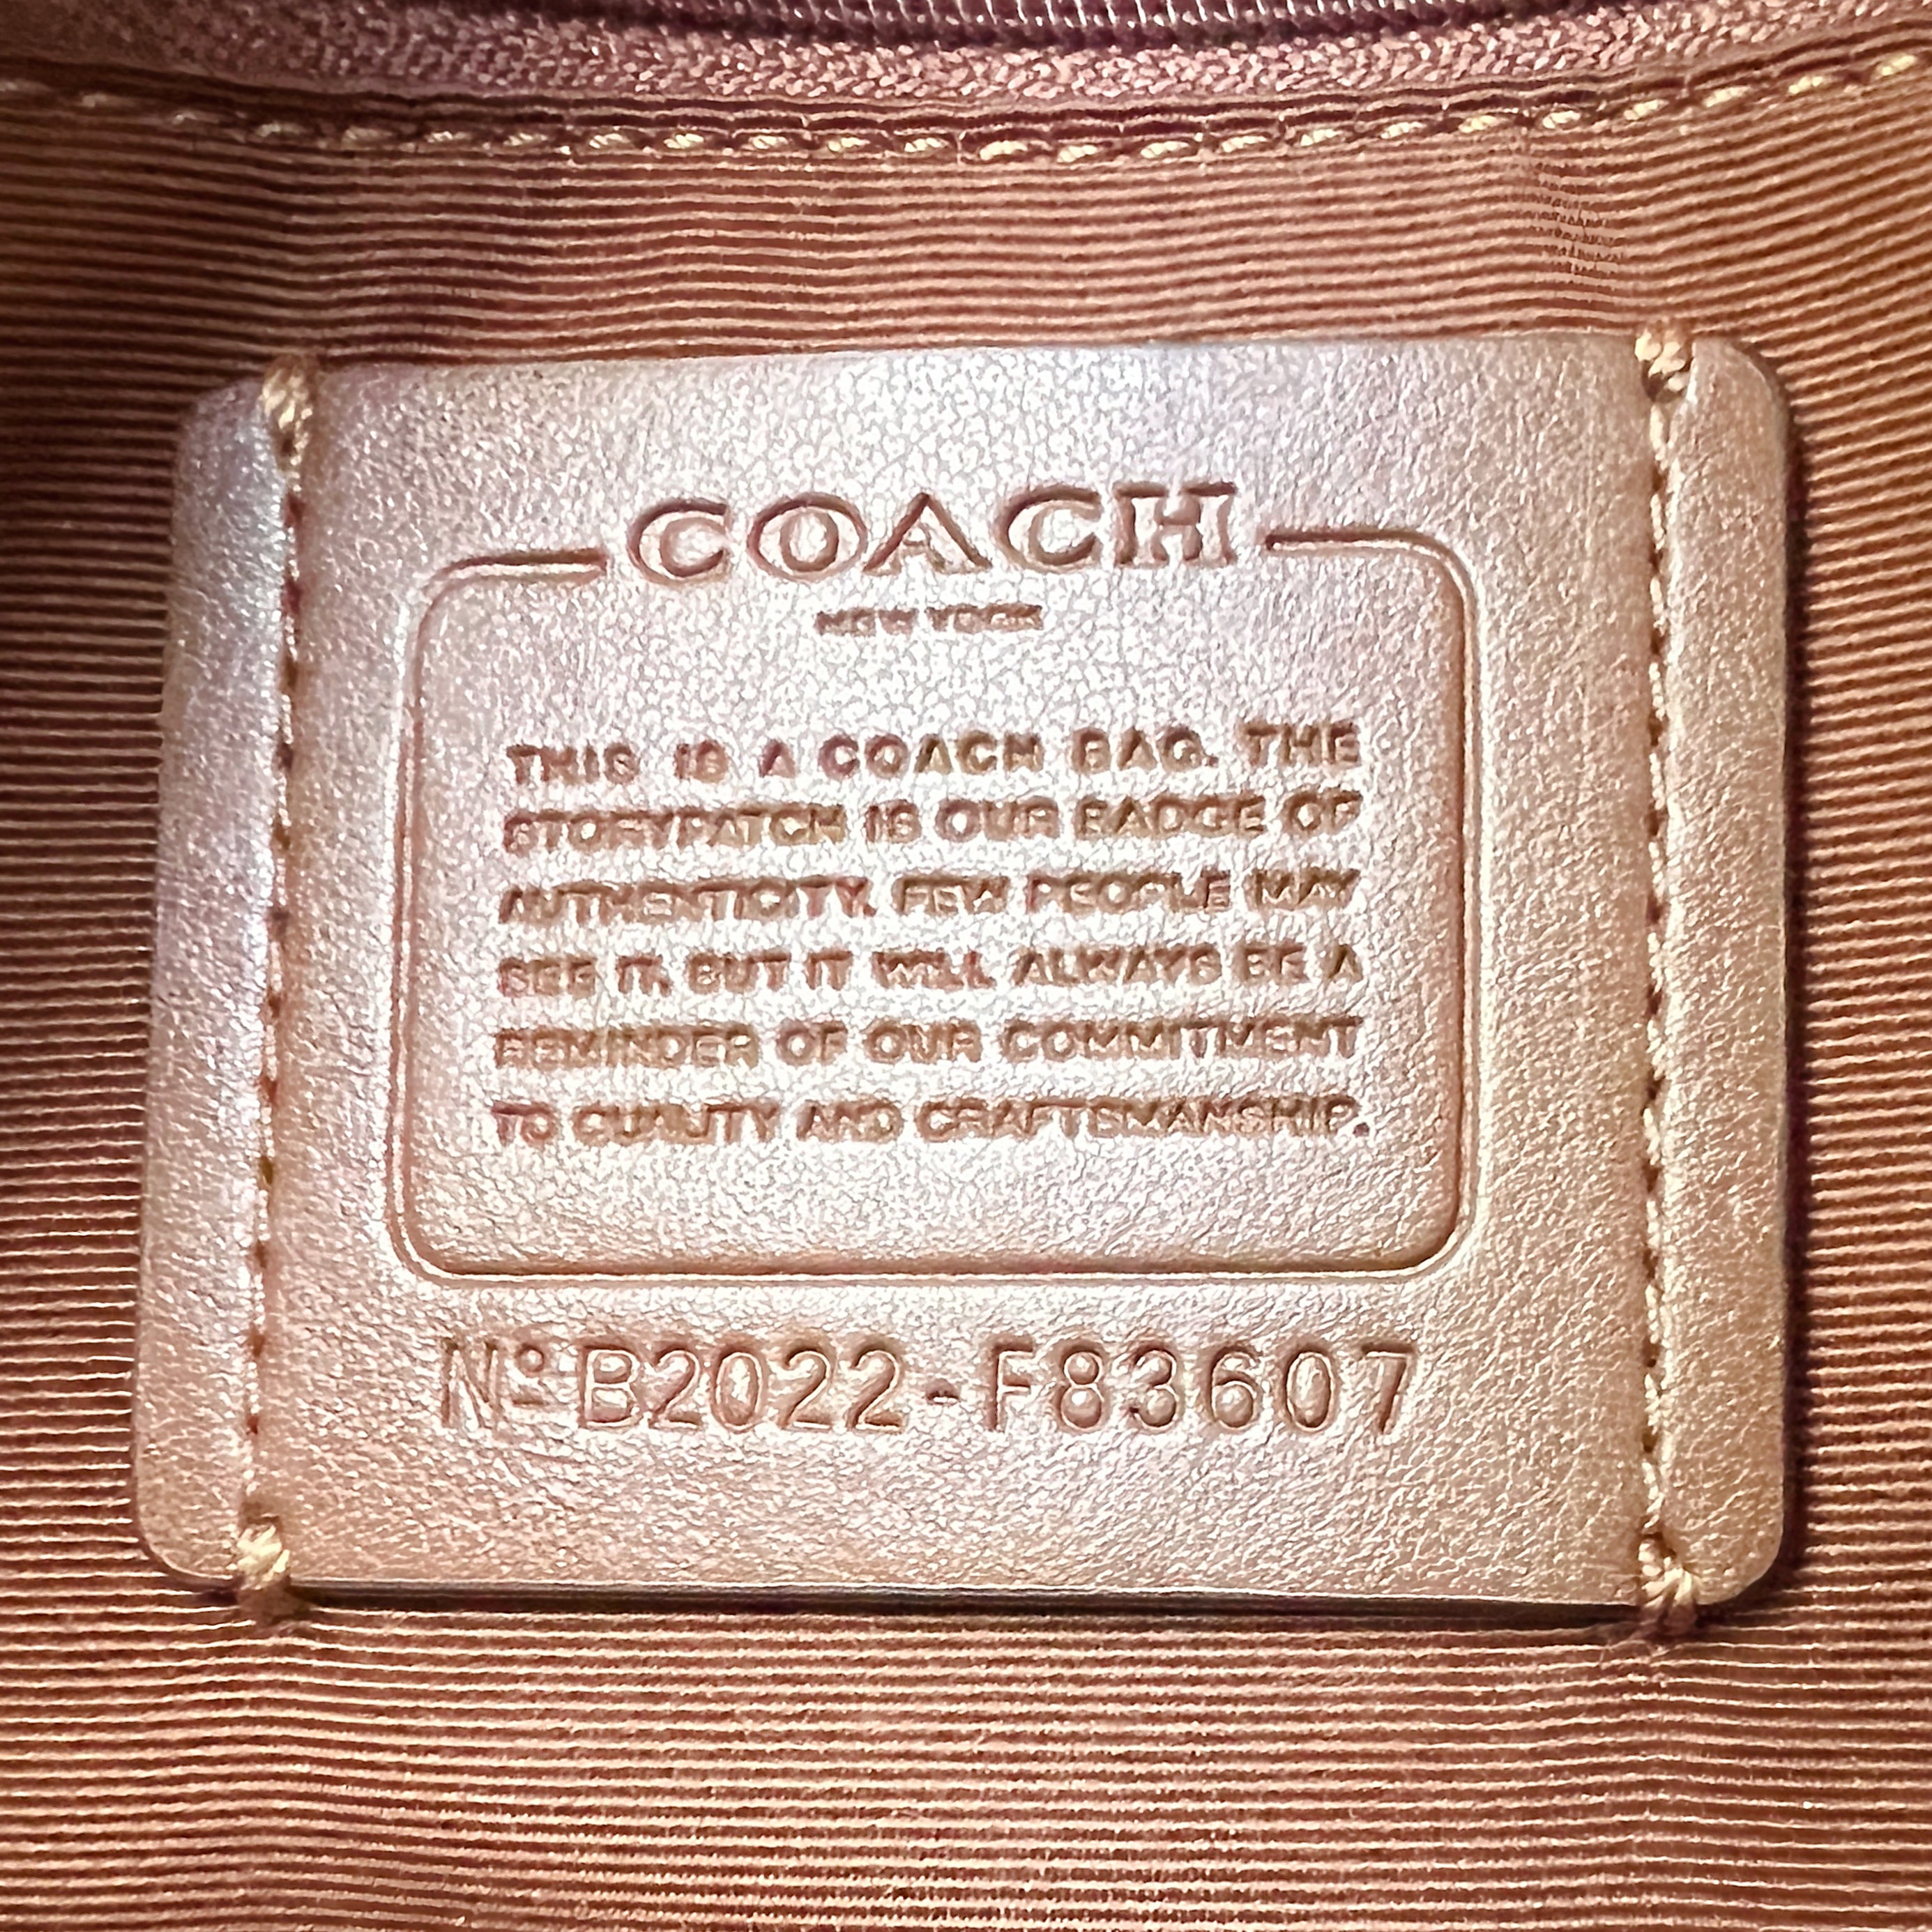 COACH
NEW YORK
THIS IS A COACH BAG. THE
STORYPATCH IS OUR BADGE OF
AUTHENTICITY. FEW PEOPLE MAY
SEE IT, BUT IT WILL ALWAYS BE A
REMINDER OF OUR COMMITMENT
TO QUALITY AND CRAFTSMANSHIP.
Nº B2022-F83607